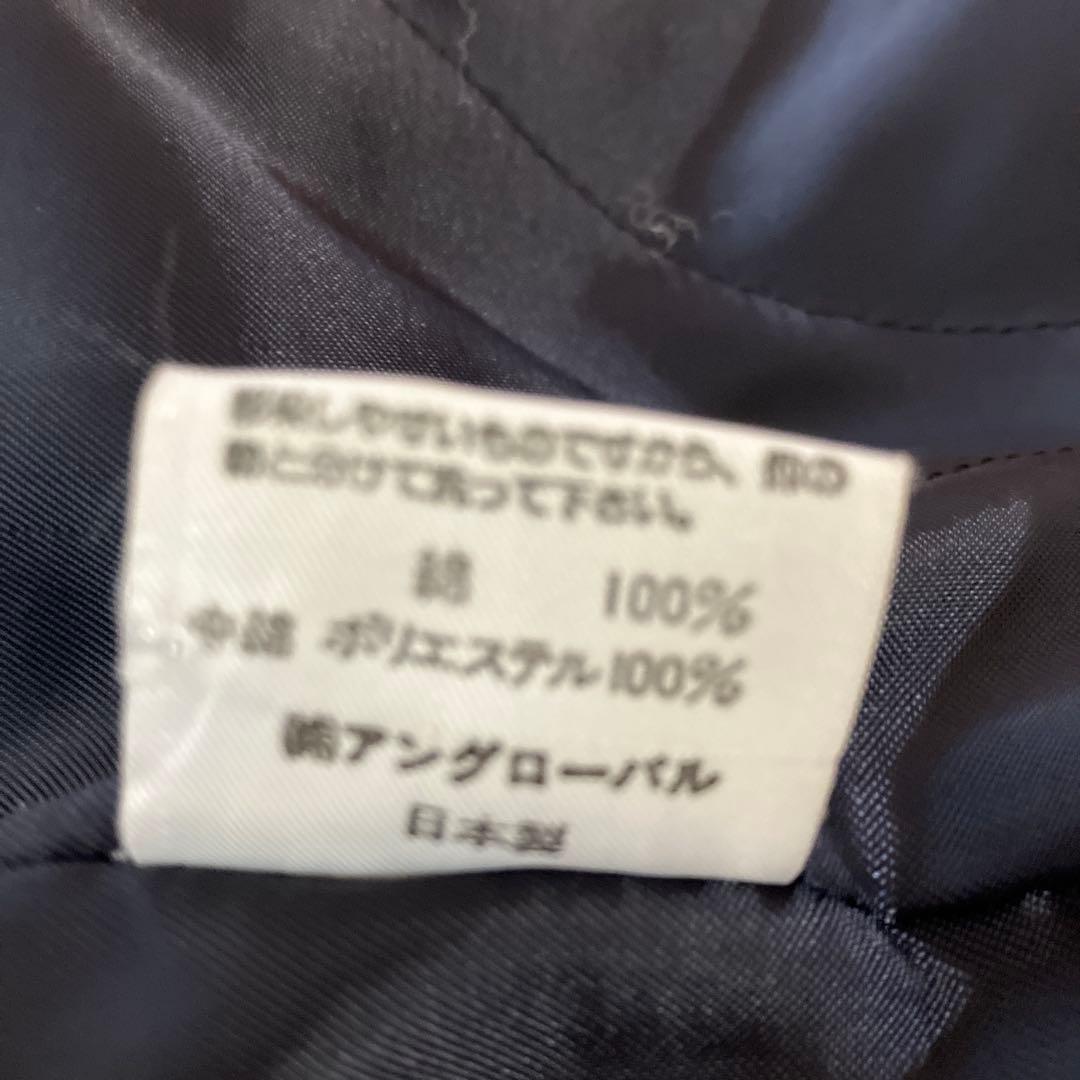 移染しやすいものですから、他の
物と分けて洗って下さい。
綿 100%
中綿 ポリエステル100%
㈱アングローバル
日本製